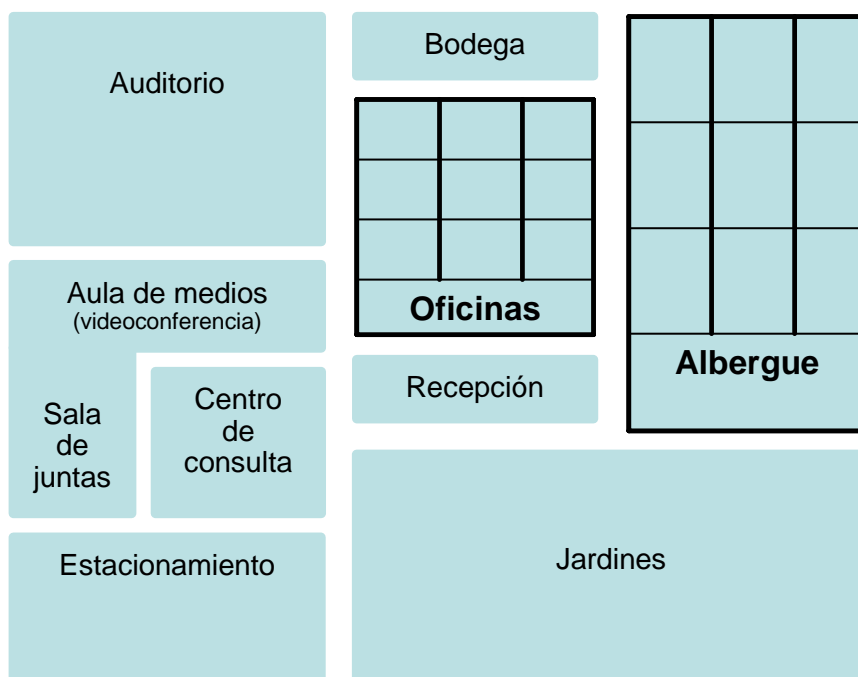 Auditorio
Bodega
Oficinas
Albergue
Aula de medios
(videoconferencia)
Sala
de
juntas
Centro
de
consulta
Recepción
Estacionamiento
Jardines